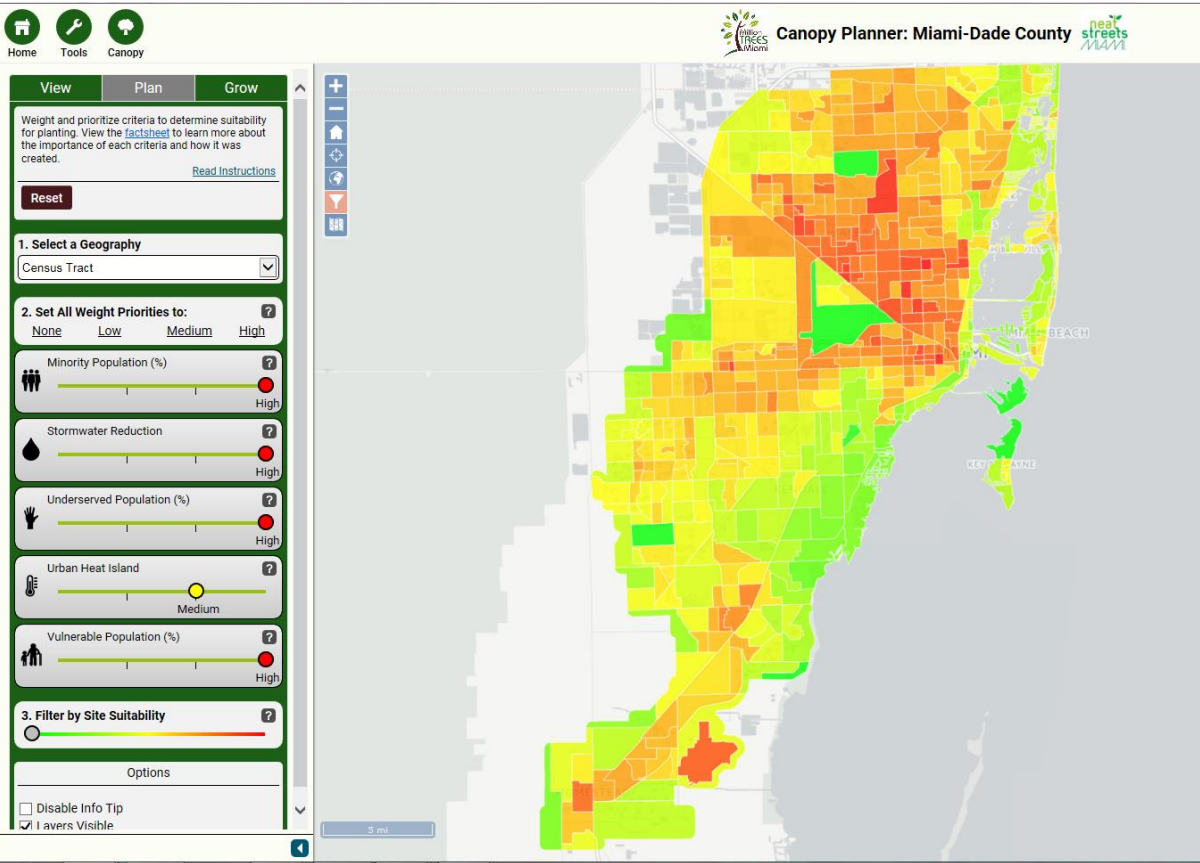 Home
Tools
Canopy
Million
TREES
Miami
Canopy Planner: Miami-Dade County
neat
streets
MIAMI
View
Plan
Grow
Weight and prioritize criteria to determine suitability
for planting. View the factsheet to learn more about
the importance of each criteria and how it was
created.
Read Instructions
Reset
1. Select a Geography
Census Tract
2. Set All Weight Priorities to:
?
None
Low
Medium
High
Minority Population (%)
?
High
Stormwater Reduction
?
High
Underserved Population (%)
?
High
Urban Heat Island
?
Medium
Vulnerable Population (%)
?
High
3. Filter by Site Suitability
?
Options
Disable Info Tip
Layers Visible
BEACH
5 mi